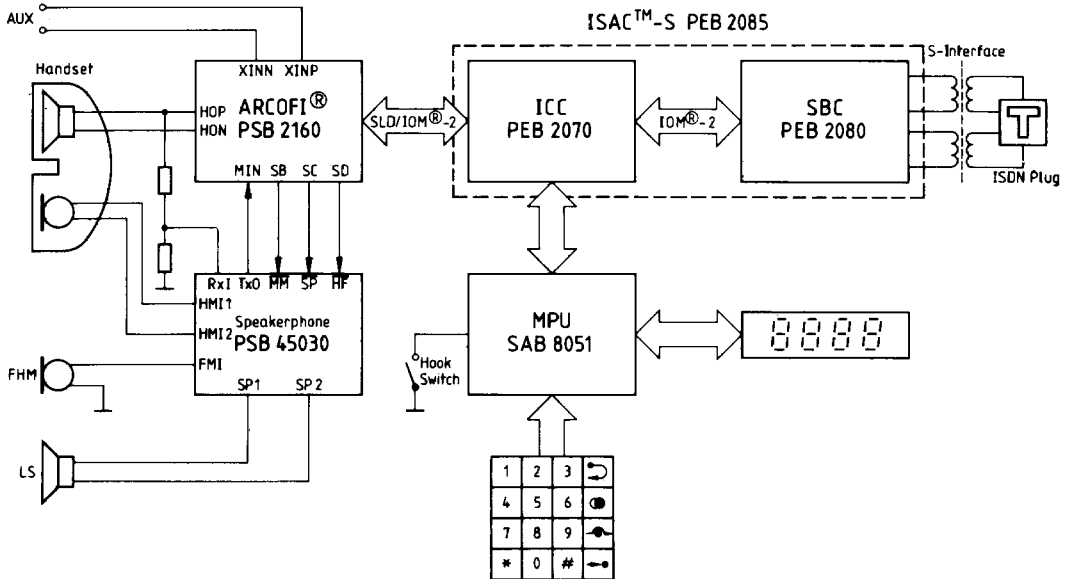 ISAC™-S PEB 2085
AUX
XINN XINP
Handset
HOP
HON
ARCOFI®
PSB 2160
SLD/IOM®-2
ICC
PEB 2070
IOM®-2
SBC
PEB 2080
S-Interface
T
ISDN Plug
MIN SB SC SD
RxI TxO MM SP HF
HMI1
HMI2
FMI
Speakerphone
PSB 45030
SP1 SP2
FHM
LS
MPU
SAB 8051
Hook
Switch
8888
1 2 3
4 5 6
7 8 9
* 0 #